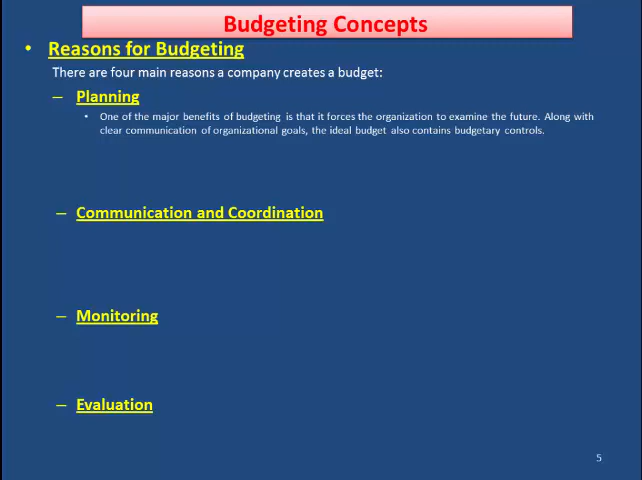 Budgeting Concepts
• Reasons for Budgeting
There are four main reasons a company creates a budget:
– Planning
• One of the major benefits of budgeting is that it forces the organization to examine the future. Along with
clear communication of organizational goals, the ideal budget also contains budgetary controls.
– Communication and Coordination
– Monitoring
– Evaluation
5